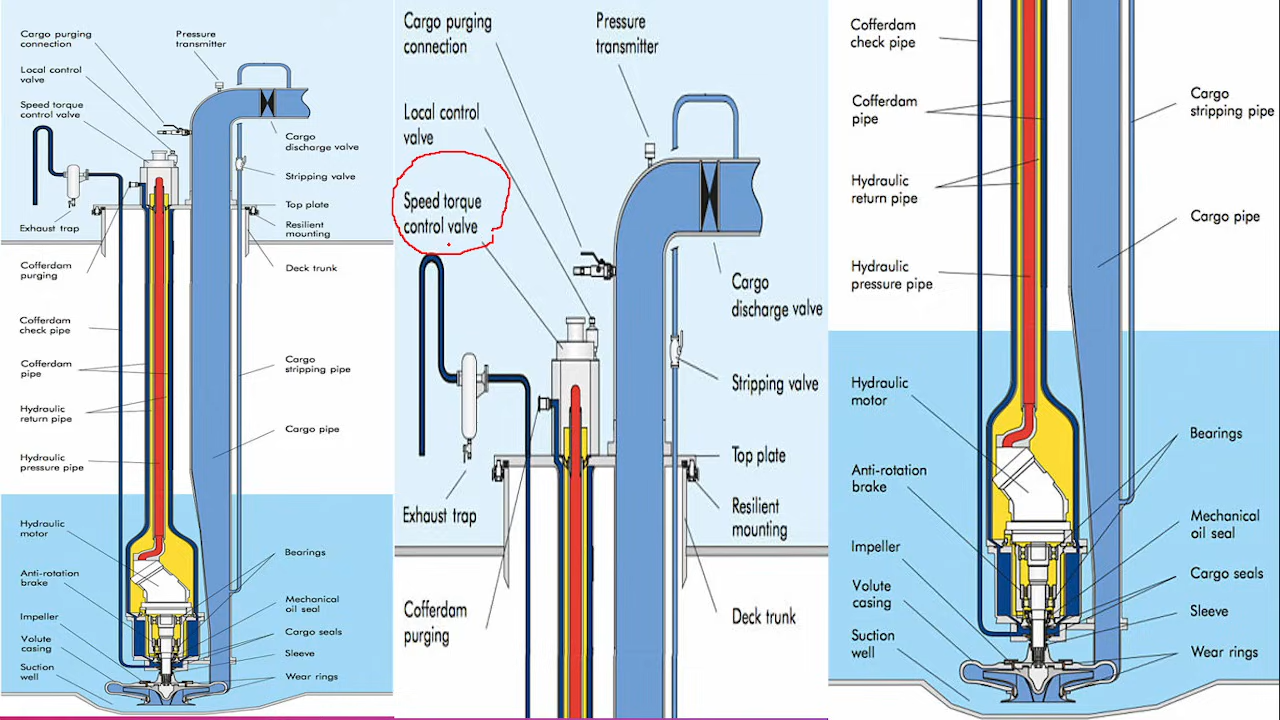 Cargo purging
connection
Local control
valve
Speed torque
control valve
Pressure
transmitter
Cargo
discharge valve
Stripping valve
Top plate
Resilient
mounting
Deck trunk
Exhaust trap
Cofferdam
purging
Cofferdam
check pipe
Cofferdam
pipe
Hydraulic
return pipe
Hydraulic
pressure pipe
Cargo
stripping pipe
Cargo pipe
Hydraulic
motor
Anti-rotation
brake
Impeller
Volute
casing
Suction
well
Bearings
Mechanical
oil seal
Cargo seals
Sleeve
Wear rings
Cargo purging
connection
Pressure
transmitter
Local control
valve
Speed torque
control valve
Cargo
discharge valve
Stripping valve
Top plate
Exhaust trap
Resilient
mounting
Cofferdam
purging
Deck trunk
Cofferdam
check pipe
Cofferdam
pipe
Hydraulic
return pipe
Hydraulic
pressure pipe
Cargo
stripping pipe
Cargo pipe
Hydraulic
motor
Anti-rotation
brake
Impeller
Volute
casing
Suction
well
Bearings
Mechanical
oil seal
Cargo seals
Sleeve
Wear rings